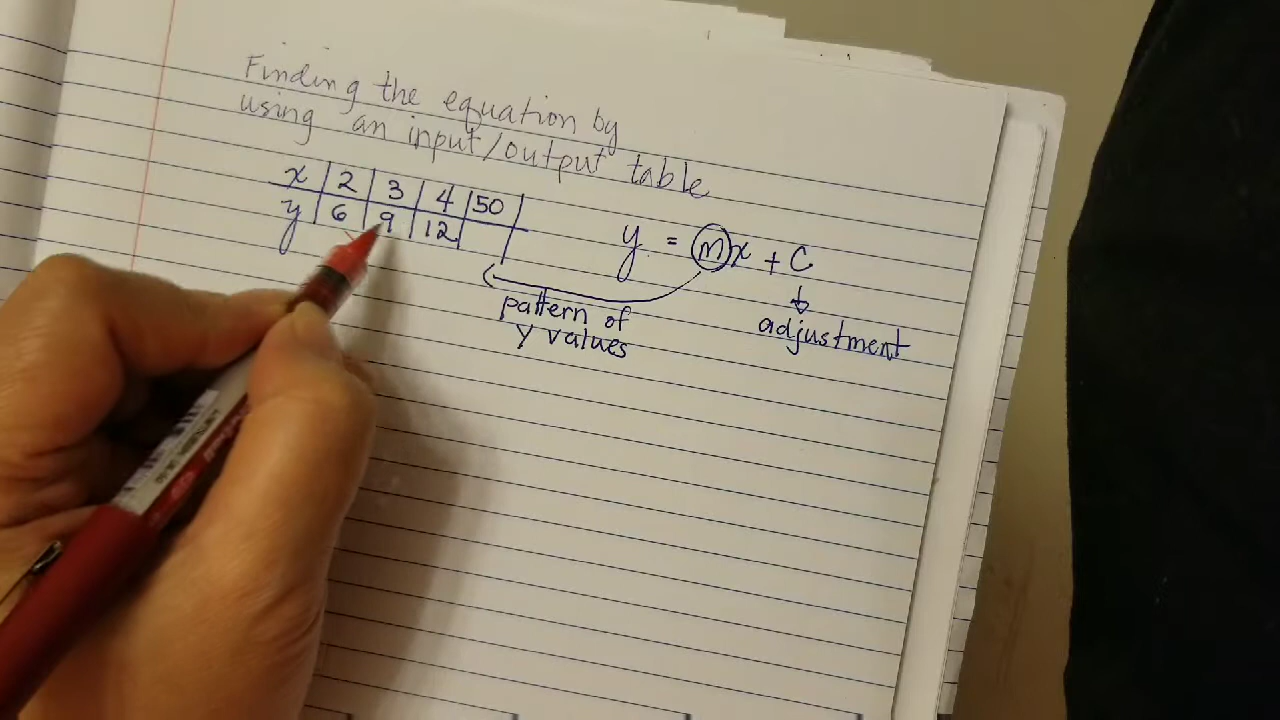 Finding the equation by
using an input/output table
x 2 3 4 50
y 6 9 12
y = mx + C
pattern of
y values
adjustment